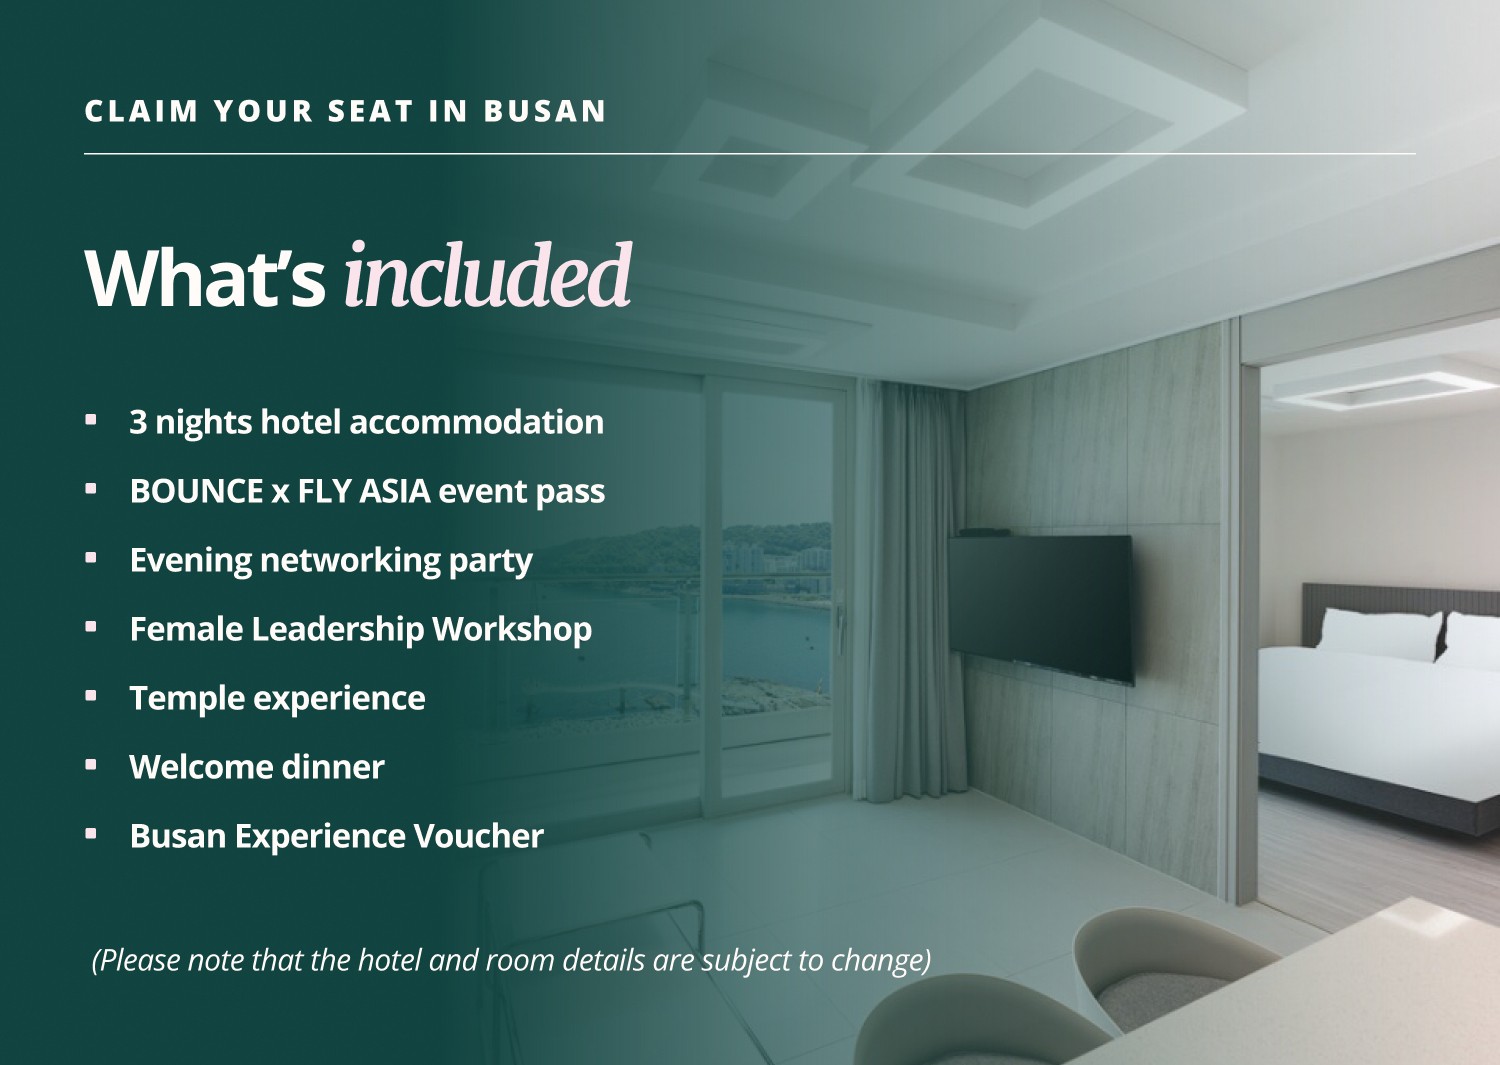 CLAIM YOUR SEAT IN BUSAN
What’s included
3 nights hotel accommodation
BOUNCE x FLY ASIA event pass
Evening networking party
Female Leadership Workshop
Temple experience
Welcome dinner
Busan Experience Voucher
(Please note that the hotel and room details are subject to change)